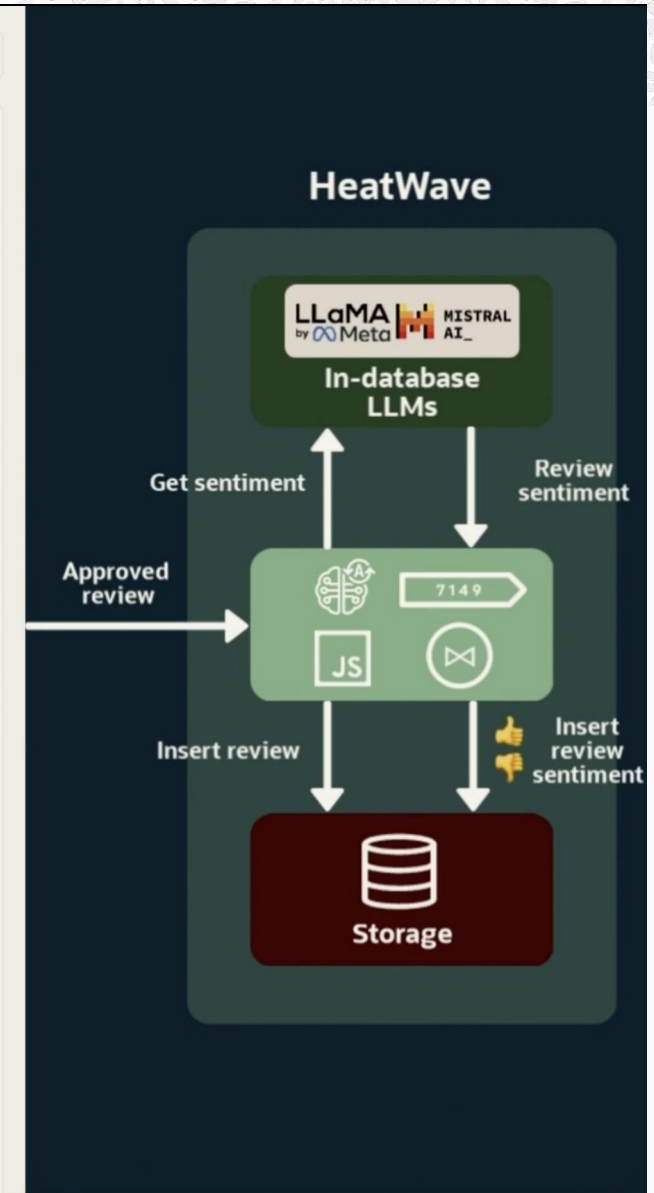 HeatWave
LLaMA
by Meta
MISTRAL
AI_
In-database
LLMs
Get sentiment
Review
sentiment
Approved
review
A
7149
JS
Insert review
Insert
review
sentiment
Storage